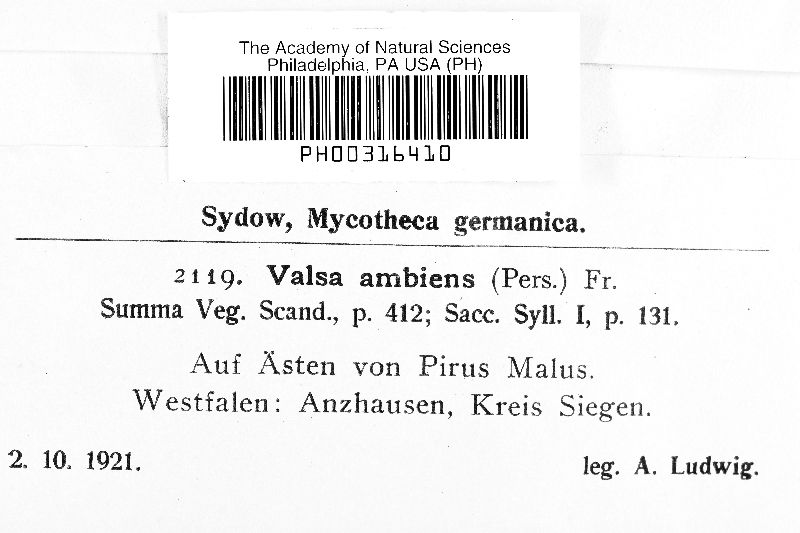 The Academy of Natural Sciences
Philadelphia, PA USA (PH)
PH00316410
Sydow, Mycotheca germanica.
2119. Valsa ambiens (Pers.) Fr.
Summa Veg. Scand., p. 412; Sacc. Syll. I, p. 131.
Auf Ästen von Pirus Malus.
Westfalen: Anzhausen, Kreis Siegen.
2. 10. 1921.
leg. A. Ludwig.